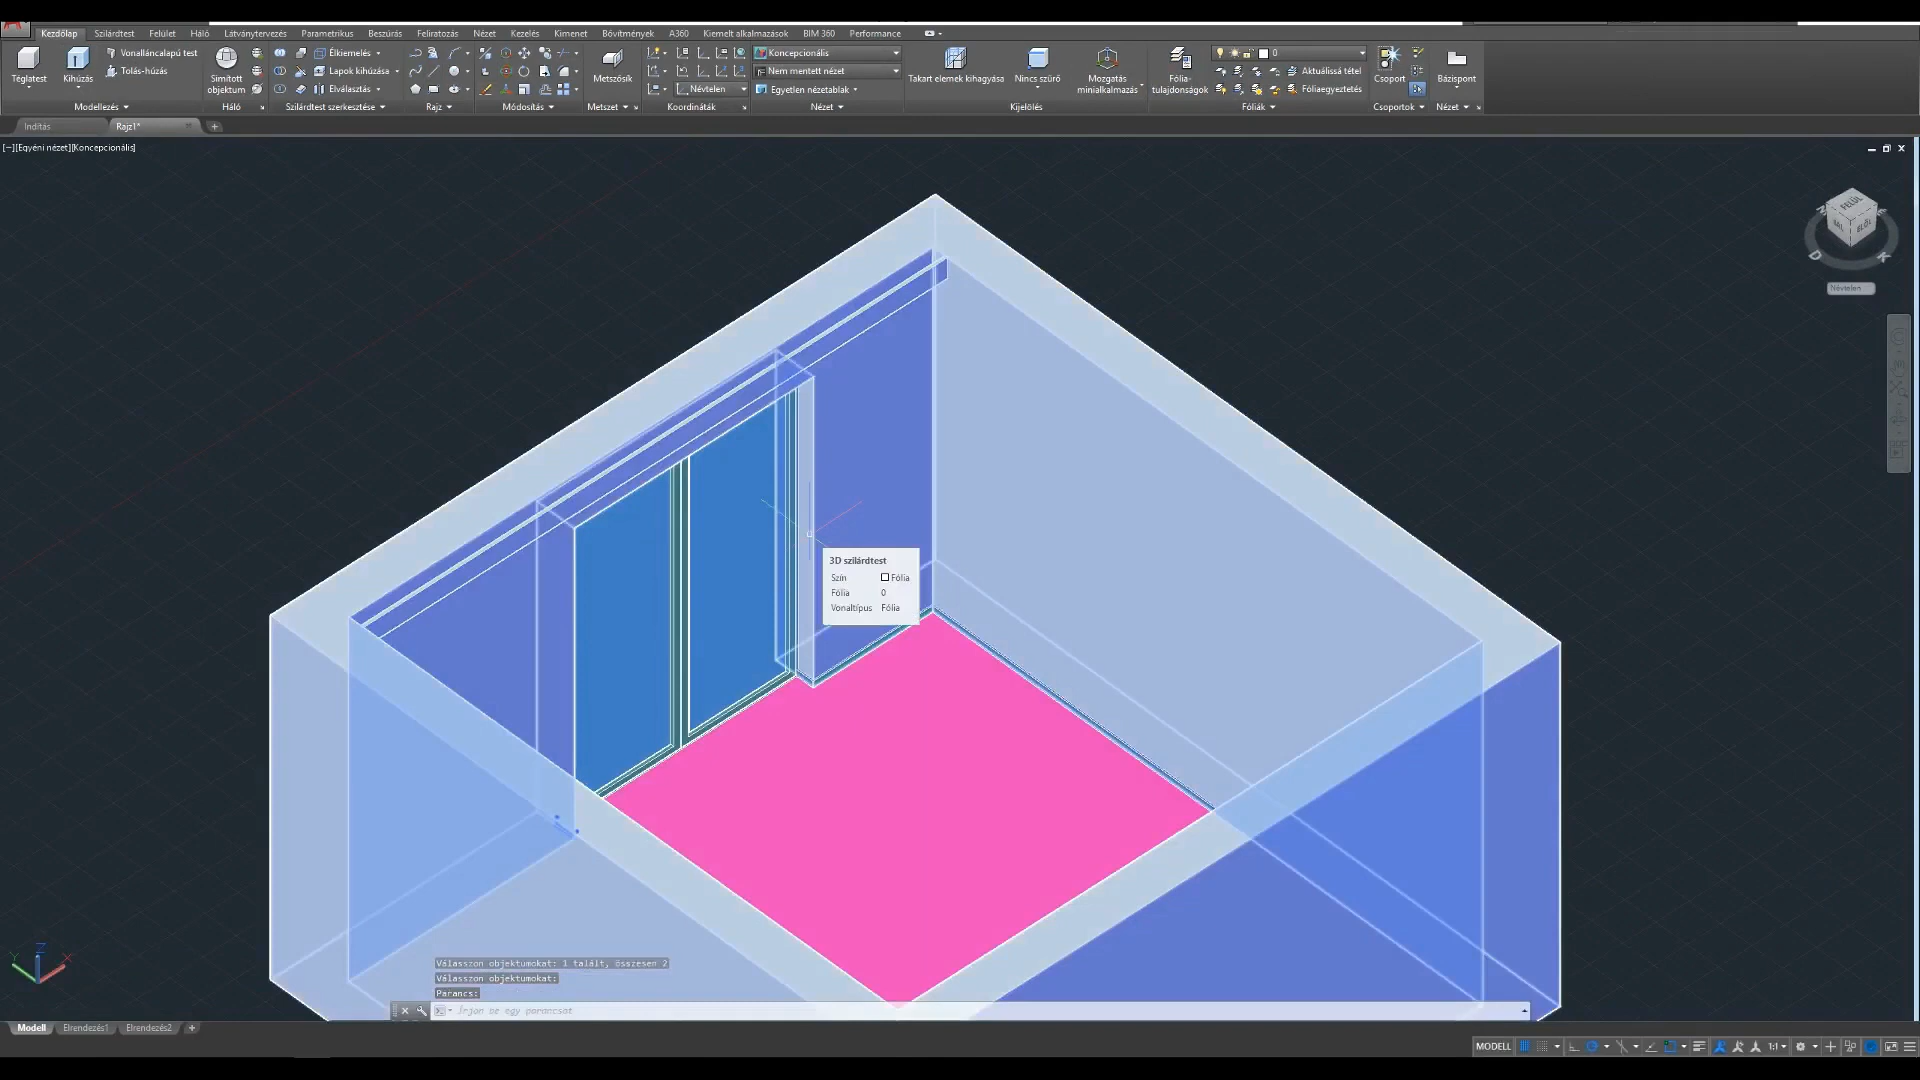 Kezdőlap Szilárdtest Felület Háló Látványtervezés Parametrikus Beszúrás Feliratozás Nézet Kezelés Kimenet Bővítmények A360 Kiemelt alkalmazások BIM 360 Performance
Téglatest
Kihúzás
Vonalláncalapú test
Tolás-húzás
Simított objektum
Élkiemelés
Lapok kihúzása
Elválasztás
Metszősík
Névtelen
Koncepcionális
Nem mentett nézet
Egyetlen nézetablak
Takart elemek kihagyása
Nincs szűrő
Mozgatás minialkalmazás
Fólia-tulajdonságok
0
Aktuálissá tétel
Fóliaegyeztetés
Csoport
Bázispont
Modellezés Háló Szilárdtest szerkesztése Rajz Módosítás Metszet Koordináták Nézet Kijelölés Fóliák Csoportok Nézet
Indítás Rajz1*
[−][Egyéni nézet][Koncepcionális]
FELÜL
Névtelen
3D szilárdtest
Szín Fólia
Fólia 0
Vonaltípus Fólia
Válasszon objektumokat: 1 talált, összesen 2
Válasszon objektumokat:
Parancs:
Írjon be egy parancsot
Z
Y
X
Modell Elrendezés1 Elrendezés2
MODELL 1:1